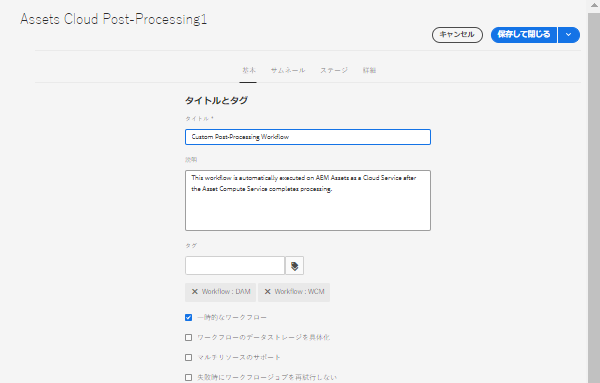 Assets Cloud Post-Processing1
キャンセル
保存して閉じる
基本 サムネール ステージ 詳細
タイトルとタグ
タイトル *
Custom Post-Processing Workflow
説明
This workflow is automatically executed on AEM Assets as a Cloud Service after
the Asset Compute Service completes processing.
タグ
Workflow : DAM
Workflow : WCM
一時的なワークフロー
ワークフローのデータストレージを具体化
マルチリソースのサポート
失敗時にワークフロージョブを再試行しない